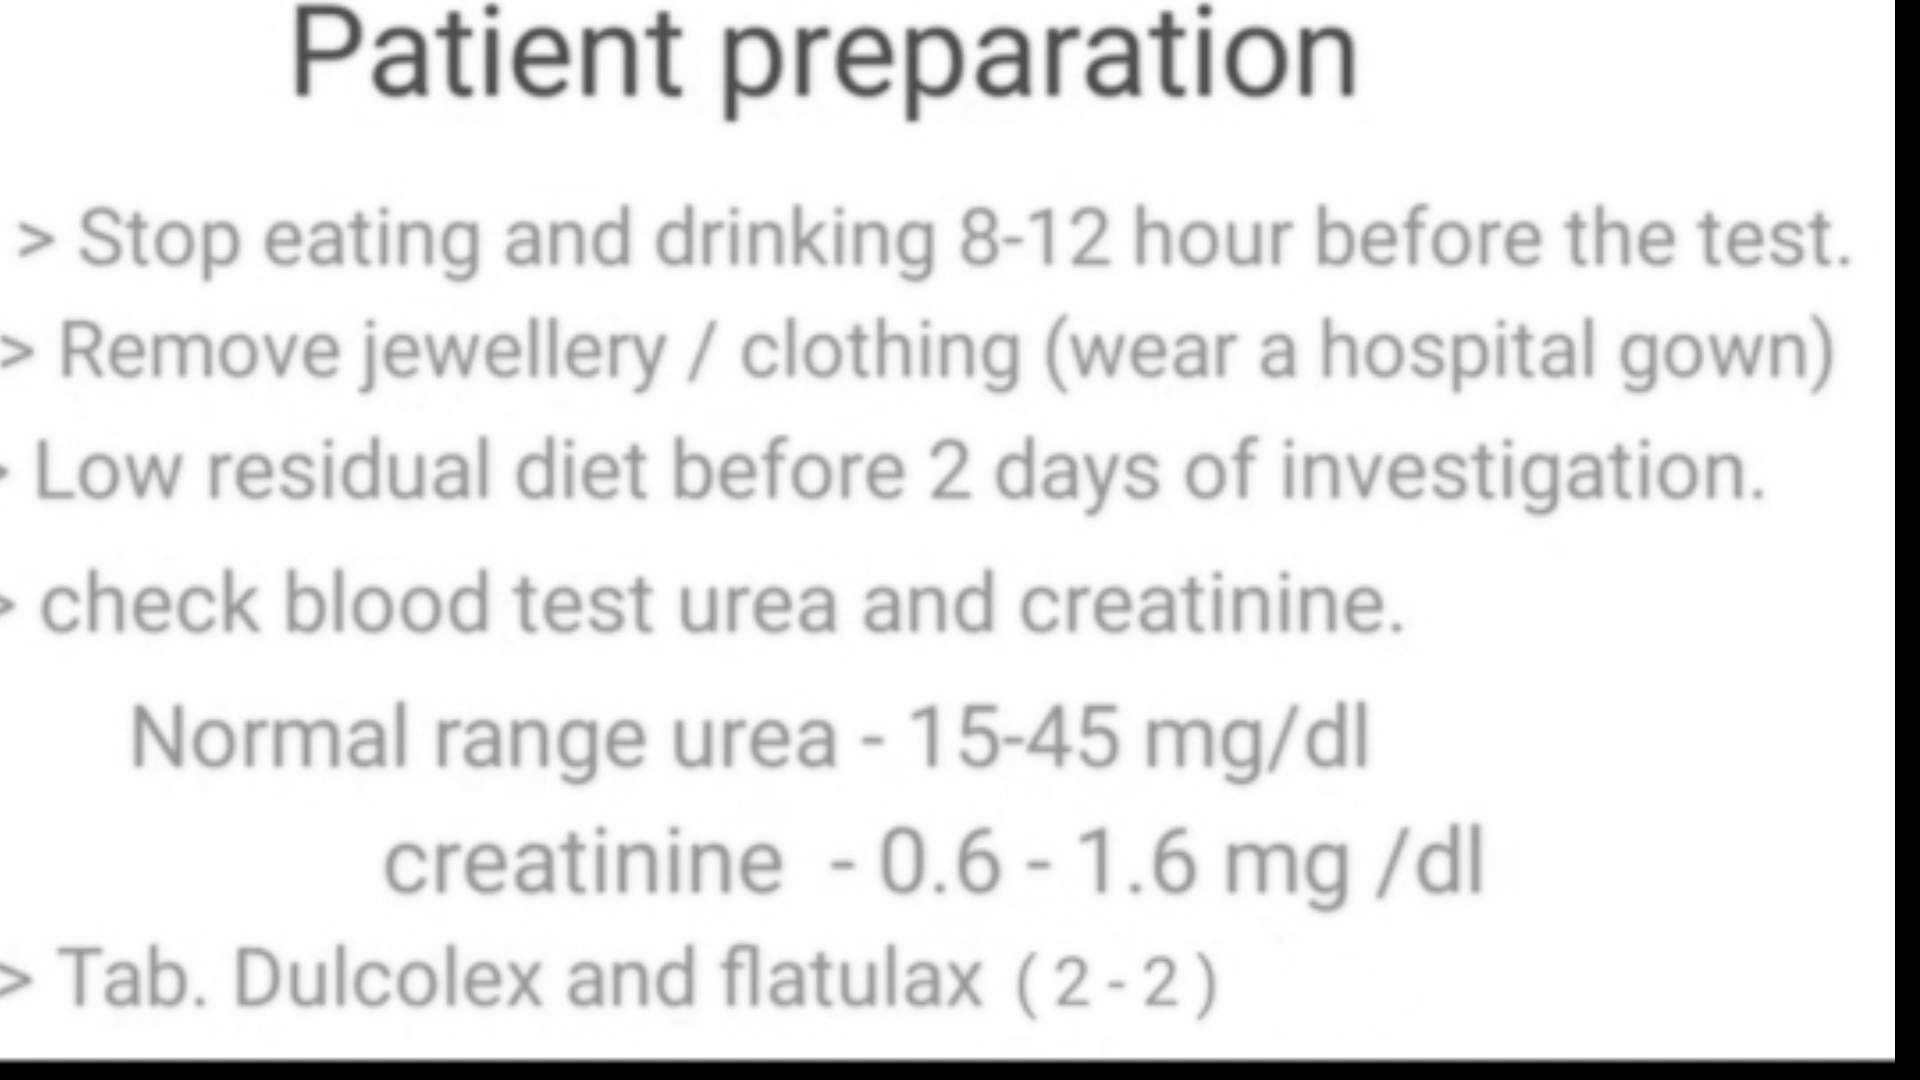 Patient preparation
> Stop eating and drinking 8-12 hour before the test.
> Remove jewellery / clothing (wear a hospital gown)
> Low residual diet before 2 days of investigation.
> check blood test urea and creatinine.
Normal range urea - 15-45 mg/dl
creatinine - 0.6 - 1.6 mg /dl
> Tab. Dulcolex and flatulax ( 2 - 2 )